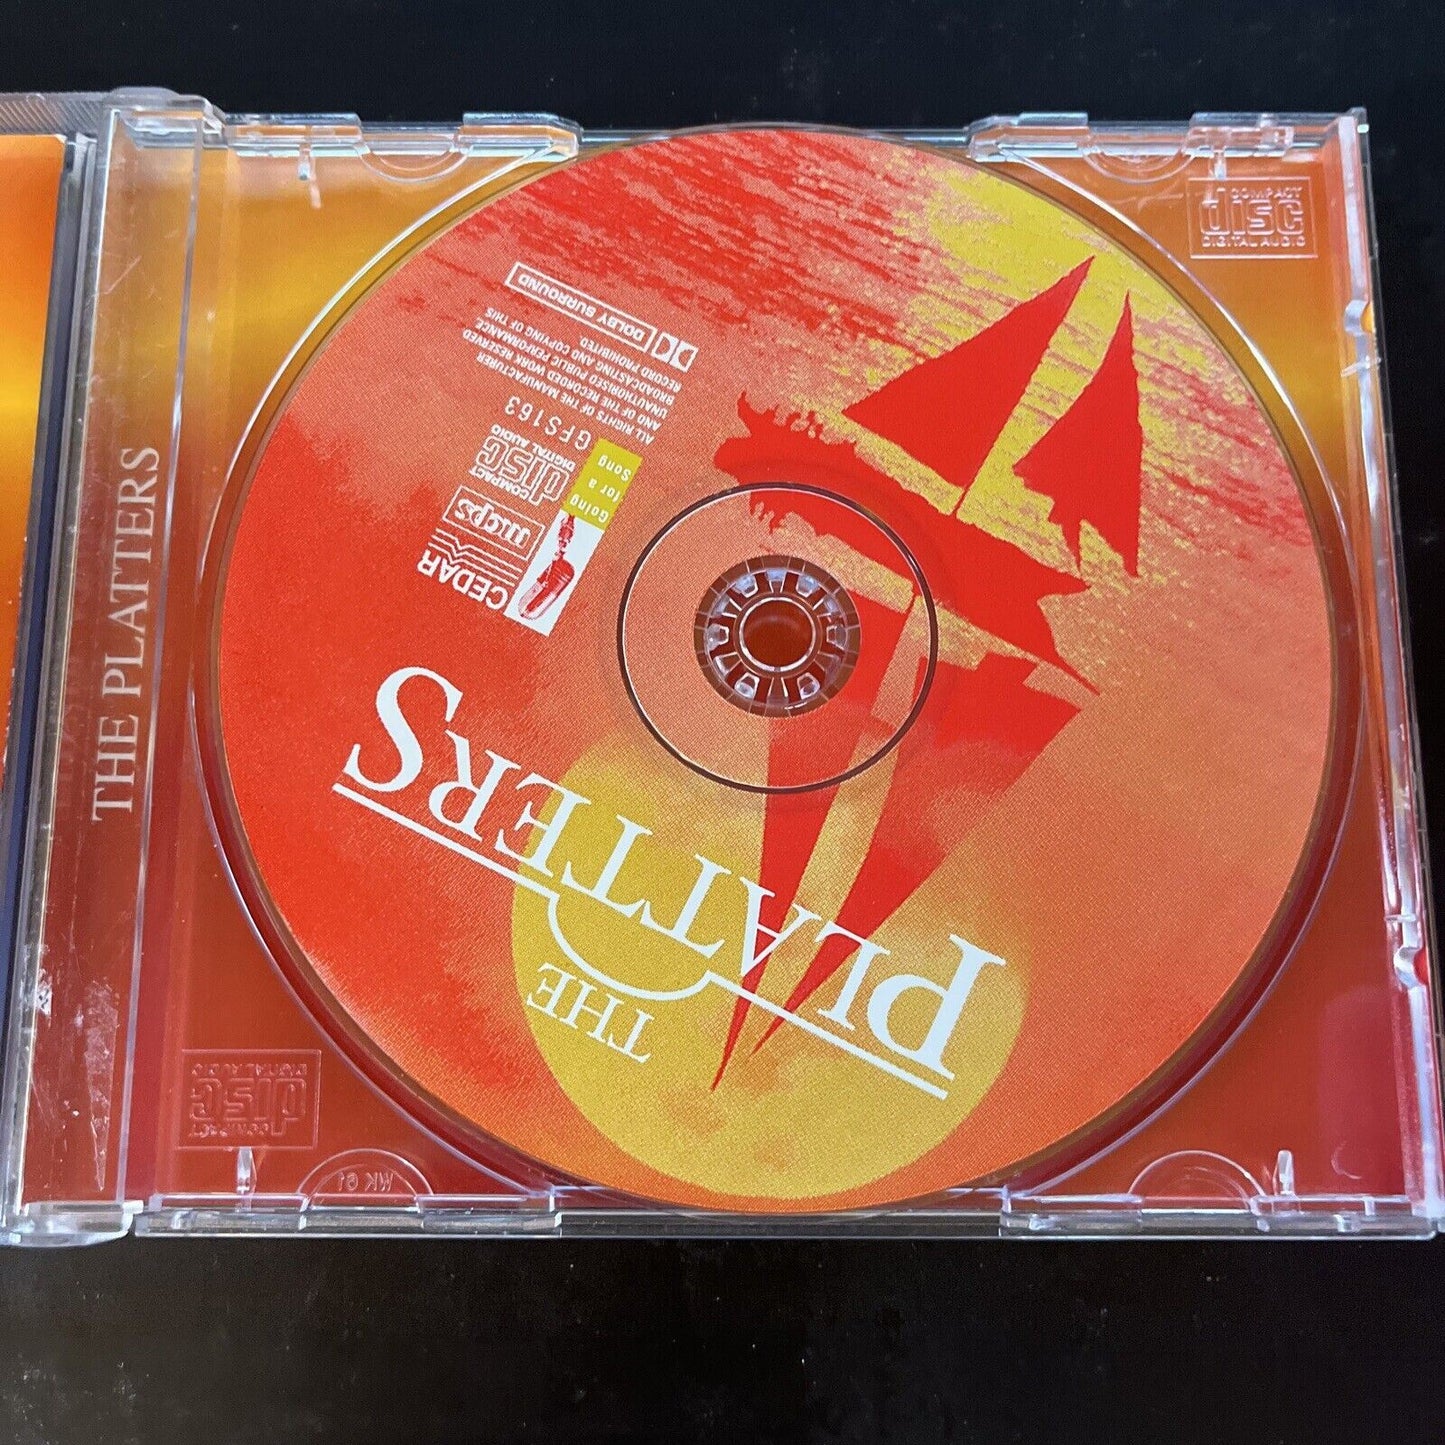 THE PLATTERS
THE
PLATTERS
CEDAR
mcps
COMPACT
disc
DIGITAL AUDIO
Going
for a
Song
GFS163
ALL RIGHTS OF THE MANUFACTURER
AND OF THE RECORDED WORK RESERVED
UNAUTHORISED PUBLIC PERFORMANCE
BROADCASTING AND COPYING OF THIS
RECORD PROHIBITED
DOLBY SURROUND
COMPACT
disc
DIGITAL AUDIO
COMPACT
disc
DIGITAL AUDIO
WK 61